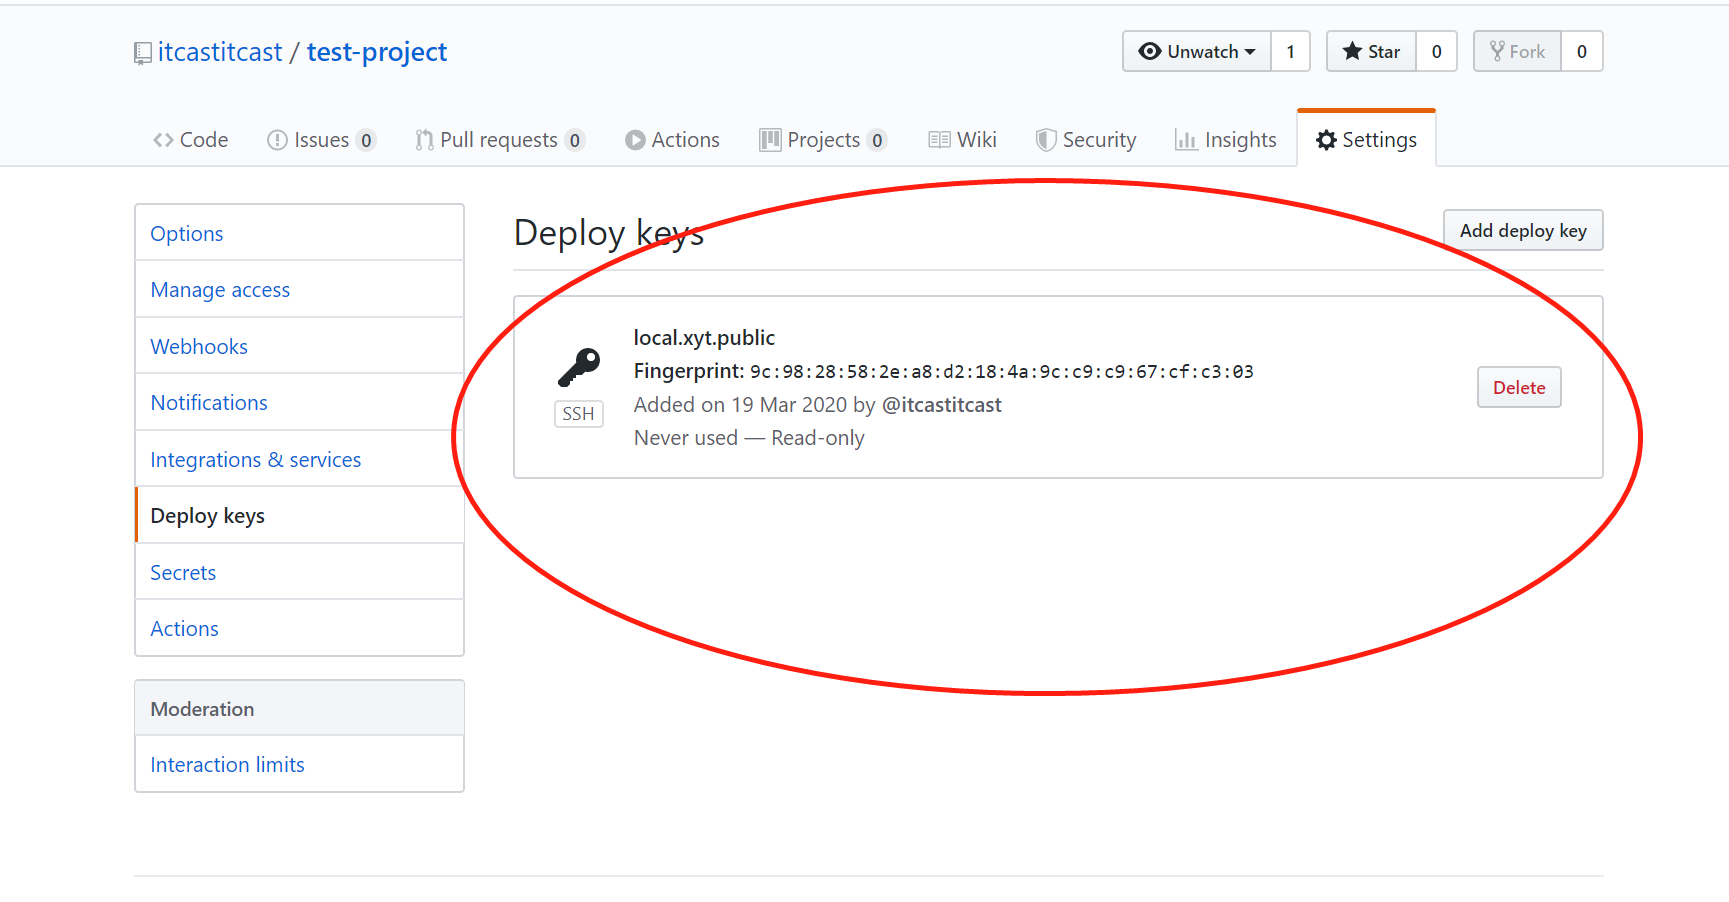 itcastitcast / test-project
Unwatch 1 Star 0 Fork 0
Code Issues 0 Pull requests 0 Actions Projects 0 Wiki Security Insights Settings
Options
Manage access
Webhooks
Notifications
Integrations & services
Deploy keys
Secrets
Actions
Moderation
Interaction limits
Deploy keys
Add deploy key
local.xyt.public
Fingerprint: 9c:98:28:58:2e:a8:d2:18:4a:9c:c9:c9:67:cf:c3:03
SSH
Added on 19 Mar 2020 by @itcastitcast
Never used — Read-only
Delete